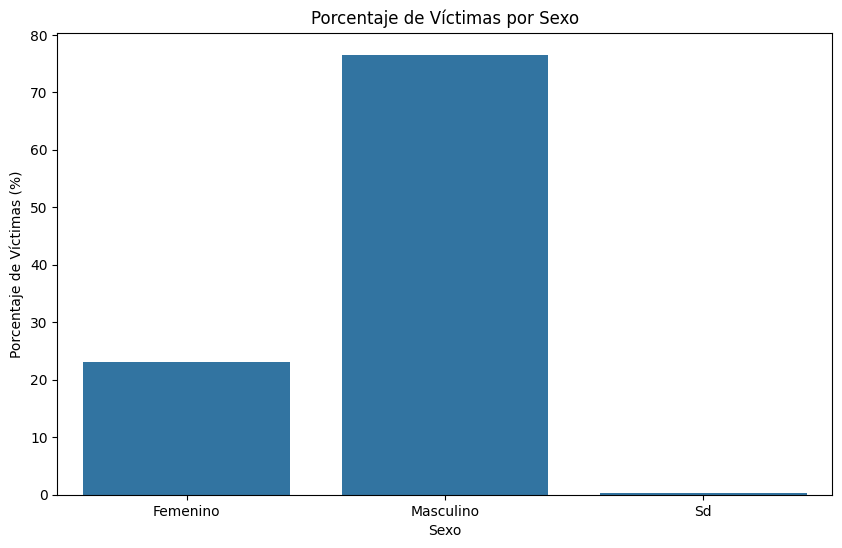 Porcentaje de Víctimas por Sexo
Porcentaje de Víctimas (%)
80
70
60
50
40
30
20
10
0
Femenino
Masculino
Sd
Sexo